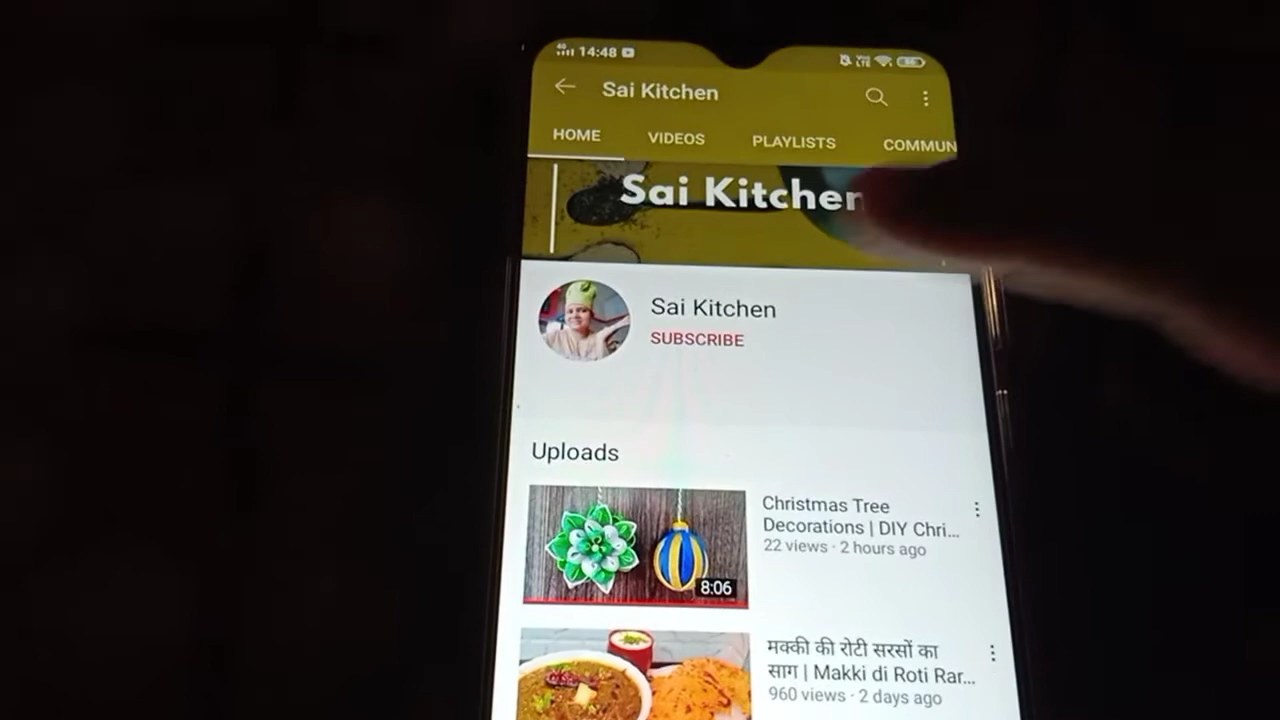 14:48
Sai Kitchen
HOME VIDEOS PLAYLISTS COMMUN
Sai Kitchen
Sai Kitchen
SUBSCRIBE
Uploads
8:06
Christmas Tree
Decorations | DIY Chri...
22 views · 2 hours ago
मक्की की रोटी सरसों का
साग | Makki di Roti Rar...
960 views · 2 days ago